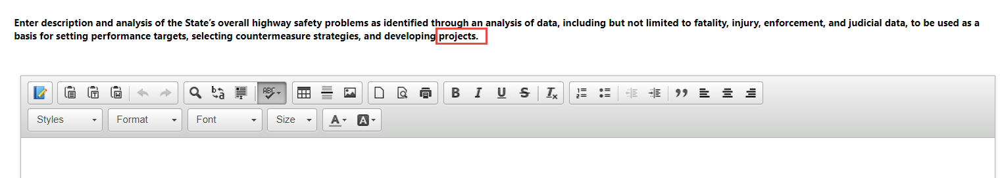 Enter description and analysis of the State's overall highway safety problems as identified through an analysis of data, including but not limited to fatality, injury, enforcement, and judicial data, to be used as a
basis for setting performance targets, selecting countermeasure strategies, and developing projects.
ABC
B I U S Tx
Styles Format Font Size A A